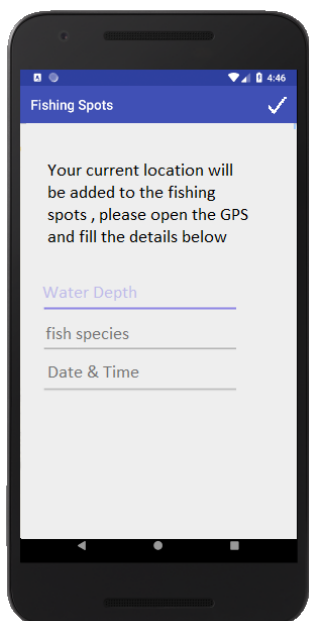 4:46
Fishing Spots
Your current location will
be added to the fishing
spots , please open the GPS
and fill the details below
Water Depth
fish species
Date & Time